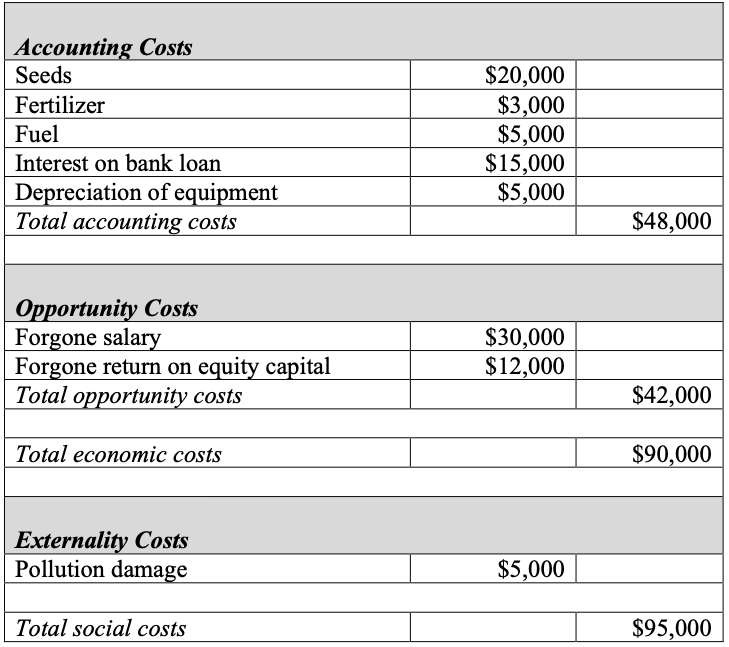 Accounting Costs
Seeds $20,000
Fertilizer $3,000
Fuel $5,000
Interest on bank loan $15,000
Depreciation of equipment $5,000
Total accounting costs $48,000
Opportunity Costs
Forgone salary $30,000
Forgone return on equity capital $12,000
Total opportunity costs $42,000
Total economic costs $90,000
Externality Costs
Pollution damage $5,000
Total social costs $95,000